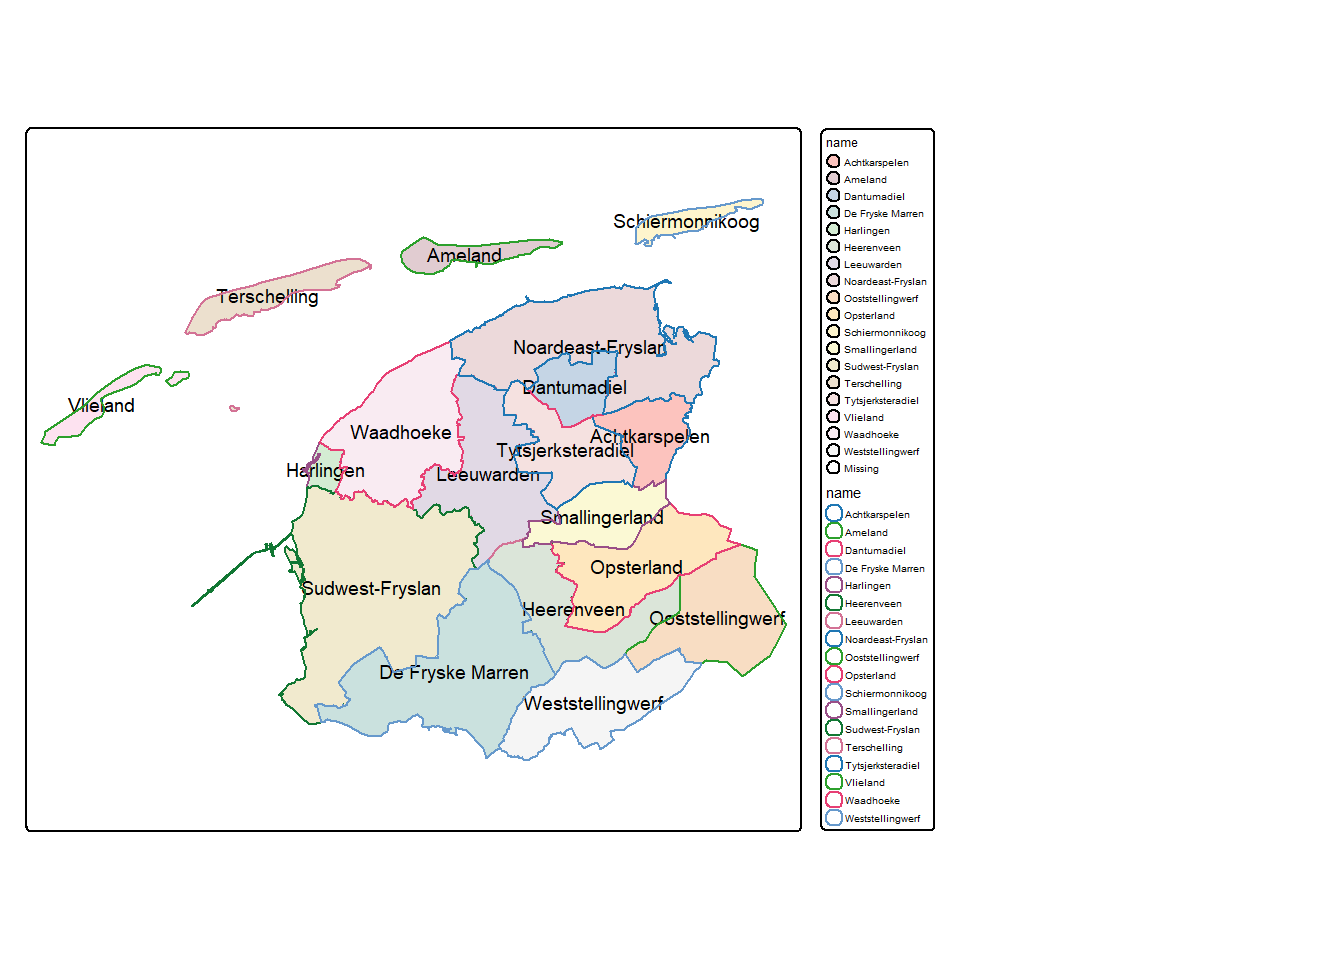 Schiermonnikoog
Ameland
Terschelling
Noardeast-Fryslan
Dantumadiel
Vlieland
Waadhoeke
Achtkarspelen
Tytsjerksteradiel
Harlingen
Leeuwarden
Smallingerland
Opsterland
Sudwest-Fryslan
Heerenveen
Ooststellingwerf
De Fryske Marren
Weststellingwerf
name
Achtkarspelen
Ameland
Dantumadiel
De Fryske Marren
Harlingen
Heerenveen
Leeuwarden
Noardeast-Fryslan
Ooststellingwerf
Opsterland
Schiermonnikoog
Smallingerland
Sudwest-Fryslan
Terschelling
Tytsjerksteradiel
Vlieland
Waadhoeke
Weststellingwerf
Missing
name
Achtkarspelen
Ameland
Dantumadiel
De Fryske Marren
Harlingen
Heerenveen
Leeuwarden
Noardeast-Fryslan
Ooststellingwerf
Opsterland
Schiermonnikoog
Smallingerland
Sudwest-Fryslan
Terschelling
Tytsjerksteradiel
Vlieland
Waadhoeke
Weststellingwerf